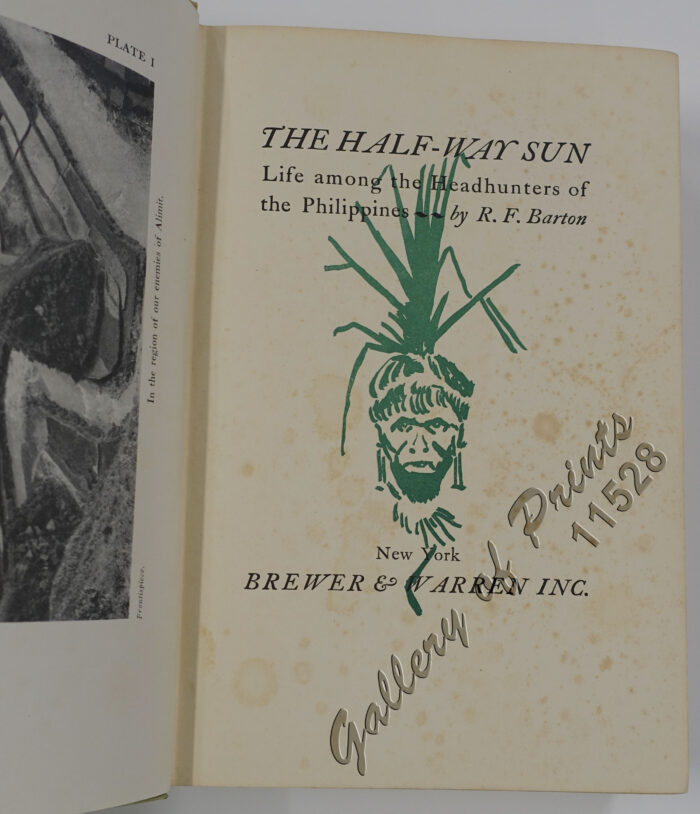 PLATE I
In the region of our enemies of Alimit.
Frontispiece.
THE HALF-WAY SUN
Life among the Headhunters of
the Philippines ~~ by R. F. Barton
New York
BREWER & WARREN INC.
Gallery of Prints
11528